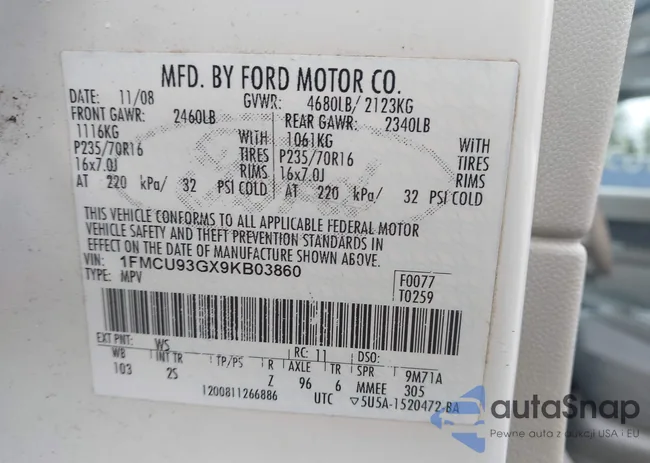 MFD. BY FORD MOTOR CO.
DATE: 11/08 GVWR: 4680LB/ 2123KG
FRONT GAWR: 2460LB REAR GAWR: 2340LB
1116KG WITH 1061KG WITH
P235/70R16 TIRES P235/70R16 TIRES
16x7.0J RIMS 16x7.0J RIMS
AT 220 kPa/ 32 PSI COLD AT 220 kPa/ 32 PSI COLD
THIS VEHICLE CONFORMS TO ALL APPLICABLE FEDERAL MOTOR
VEHICLE SAFETY AND THEFT PREVENTION STANDARDS IN
EFFECT ON THE DATE OF MANUFACTURE SHOWN ABOVE.
VIN: 1FMCU93GX9KB03860
TYPE: MPV
F0077
T0259
EXT PNT: WS RC: 11 DSO:
WB INT TR TP/PS R AXLE TR SPR 9M71A
103 2S Z 96 6 MMEE 305
1200811266886 UTC ▽5U5A-1520472-BA
Ford
autaSnap
Pewne auta z aukcji USA i EU